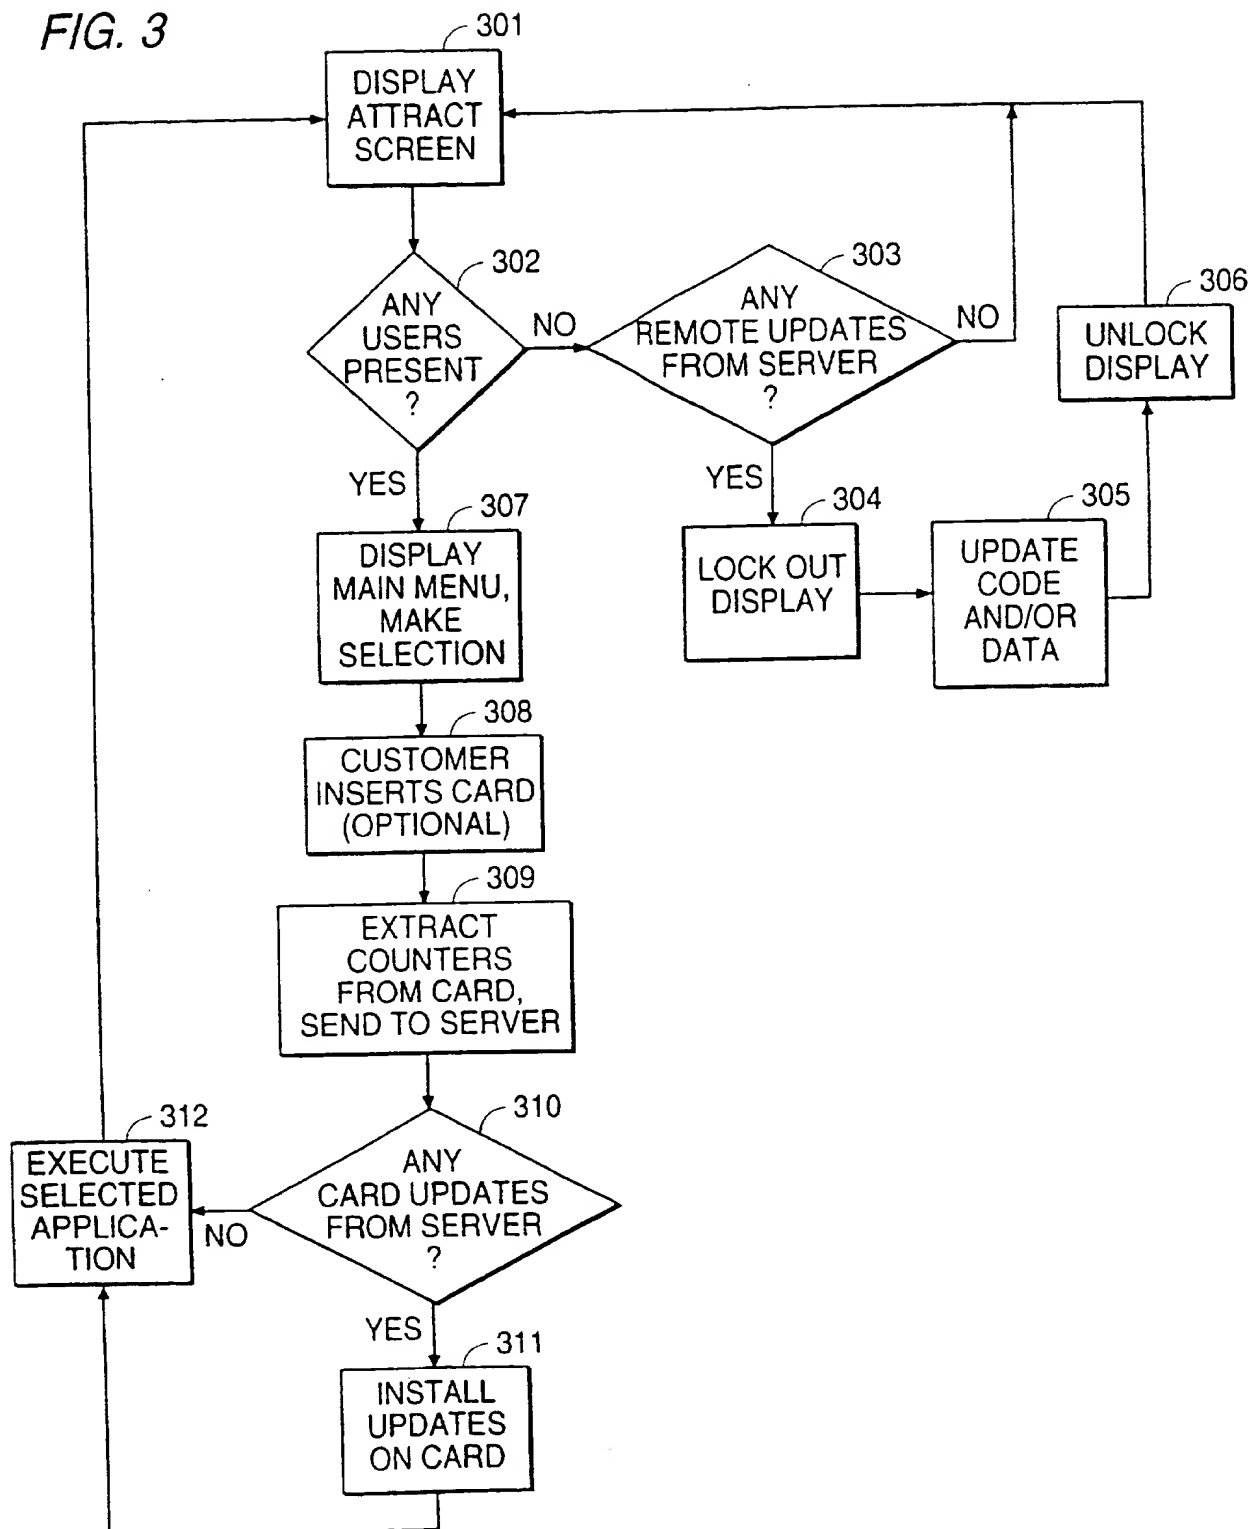 FIG. 3
301
DISPLAY
ATTRACT
SCREEN
302
ANY
USERS
PRESENT
?
NO
303
ANY
REMOTE UPDATES
FROM SERVER
?
NO
306
UNLOCK
DISPLAY
YES
YES
304
LOCK OUT
DISPLAY
305
UPDATE
CODE
AND/OR
DATA
307
DISPLAY
MAIN MENU,
MAKE
SELECTION
308
CUSTOMER
INSERTS CARD
(OPTIONAL)
309
EXTRACT
COUNTERS
FROM CARD,
SEND TO SERVER
310
ANY
CARD UPDATES
FROM SERVER
?
NO
312
EXECUTE
SELECTED
APPLICA-
TION
YES
311
INSTALL
UPDATES
ON CARD